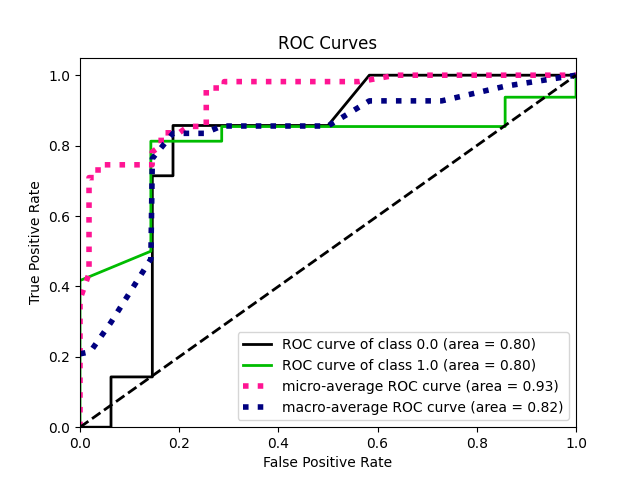 ROC Curves
True Positive Rate
1.0
0.8
0.6
0.4
0.2
0.0
0.0 0.2 0.4 0.6 0.8 1.0
False Positive Rate
ROC curve of class 0.0 (area = 0.80)
ROC curve of class 1.0 (area = 0.80)
micro-average ROC curve (area = 0.93)
macro-average ROC curve (area = 0.82)